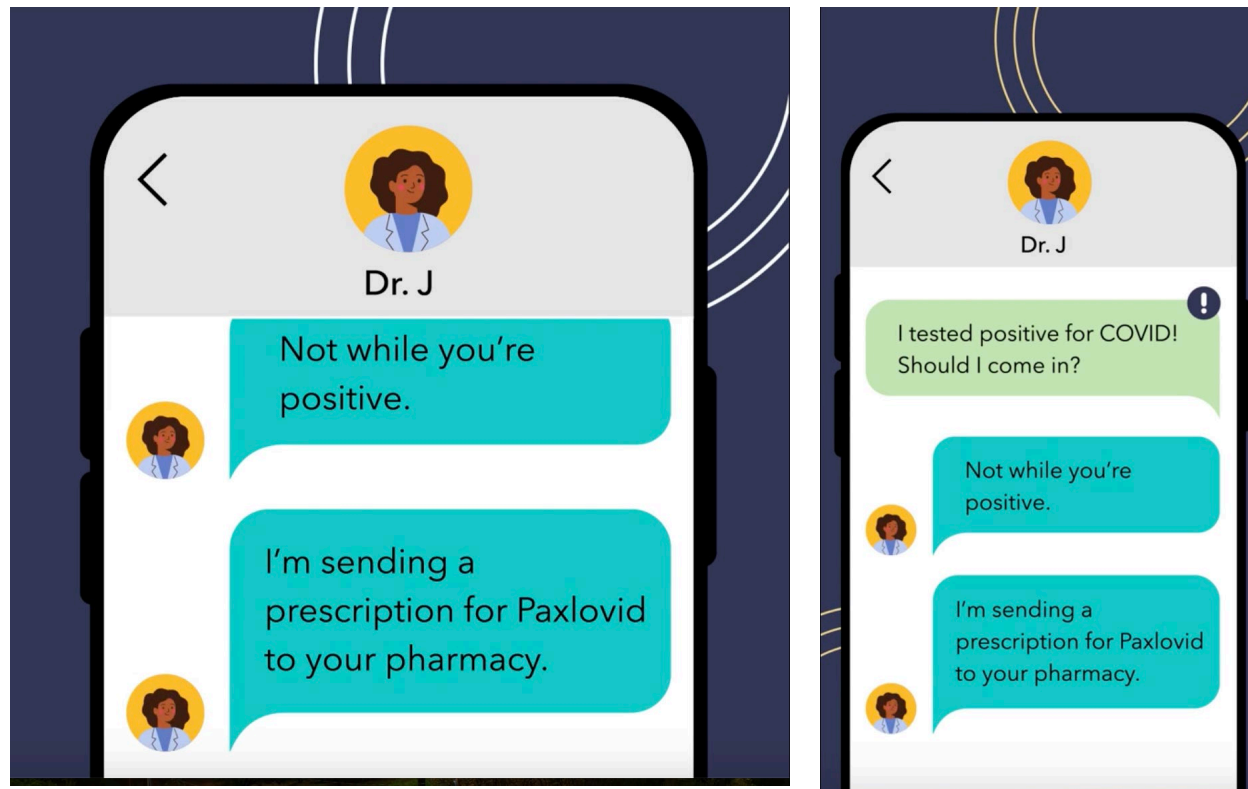 Dr. J
Not while you’re
positive.
I’m sending a
prescription for Paxlovid
to your pharmacy.
Dr. J
I tested positive for COVID!
Should I come in?
Not while you’re
positive.
I’m sending a
prescription for Paxlovid
to your pharmacy.